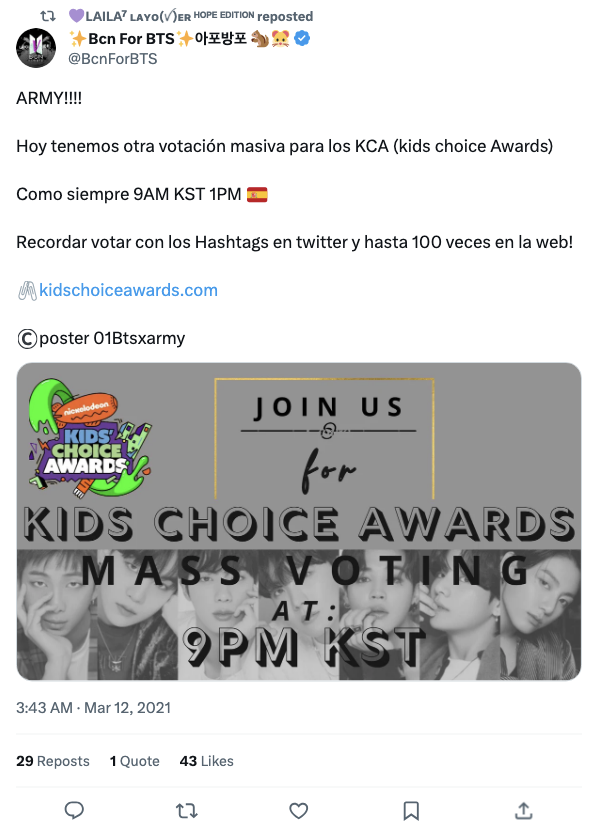 💜LAILA⁷ ʟᴀʏᴏ(√)ᴇʀ ᴴᴼᴾᴱ ᴱᴰᴵᵀᴵᴼᴺ reposted
✨Bcn For BTS✨아포방포 🐿️🐹
@BcnForBTS
ARMY!!!!
Hoy tenemos otra votación masiva para los KCA (kids choice Awards)
Como siempre 9AM KST 1PM 🇪🇸
Recordar votar con los Hashtags en twitter y hasta 100 veces en la web!
🖇️kidschoiceawards.com
©️poster 01Btsxarmy
nickelodeon
KIDS'
CHOICE
AWARDS
JOIN US
for
KIDS CHOICE AWARDS
MASS VOTING
AT:
9PM KST
3:43 AM · Mar 12, 2021
29 Reposts 1 Quote 43 Likes